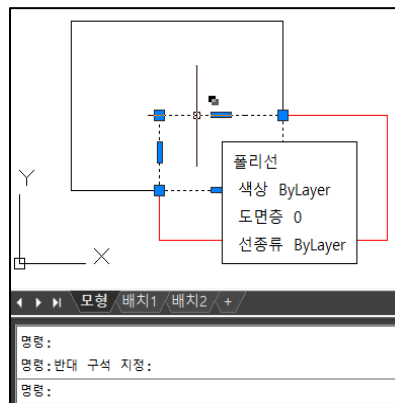 폴리선
색상 ByLayer
도면층 0
선종류 ByLayer
Y
X
모형 배치1 배치2 +
명령:
명령:반대 구석 지정:
명령: